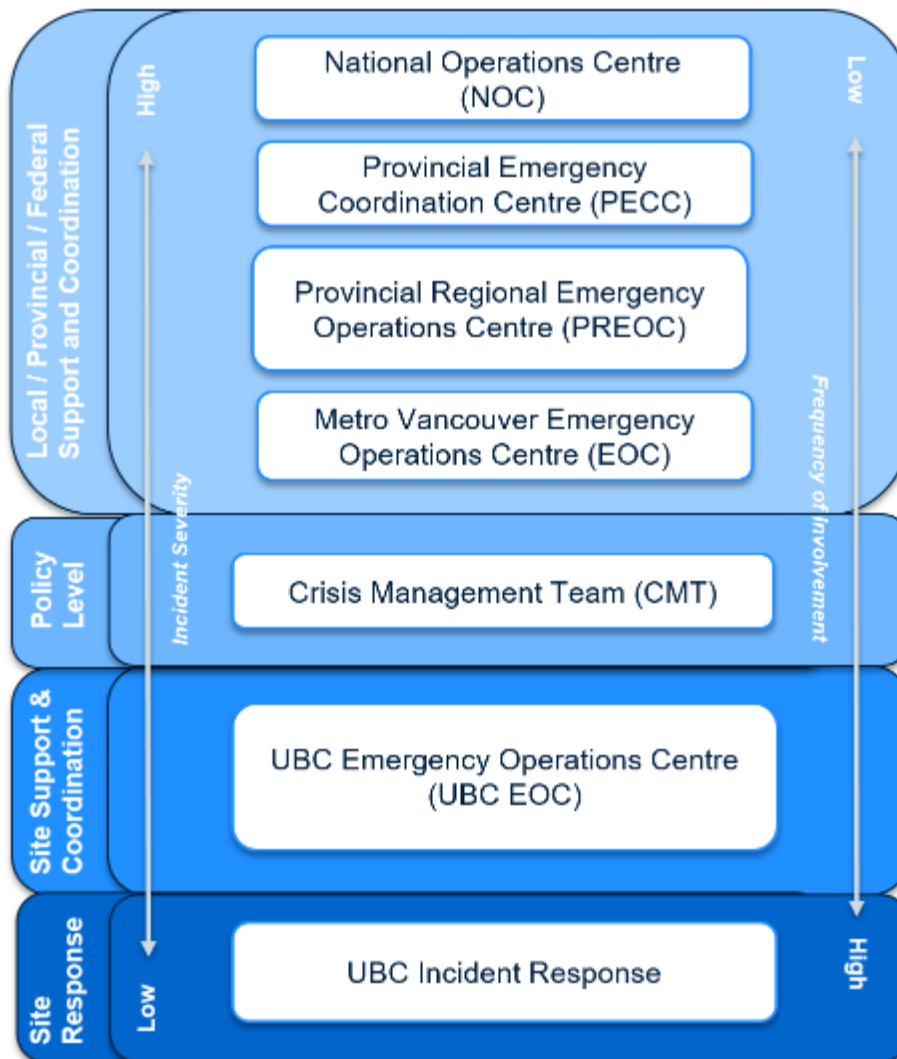 High
Low
National Operations Centre
(NOC)
Provincial Emergency
Coordination Centre (PECC)
Provincial Regional Emergency
Operations Centre (PREOC)
Metro Vancouver Emergency
Operations Centre (EOC)
Local / Provincial / Federal
Support and Coordination
Incident Severity
Frequency of Involvement
Policy
Level
Crisis Management Team (CMT)
Site Support &
Coordination
UBC Emergency Operations Centre
(UBC EOC)
Site
Response
UBC Incident Response
Low
High